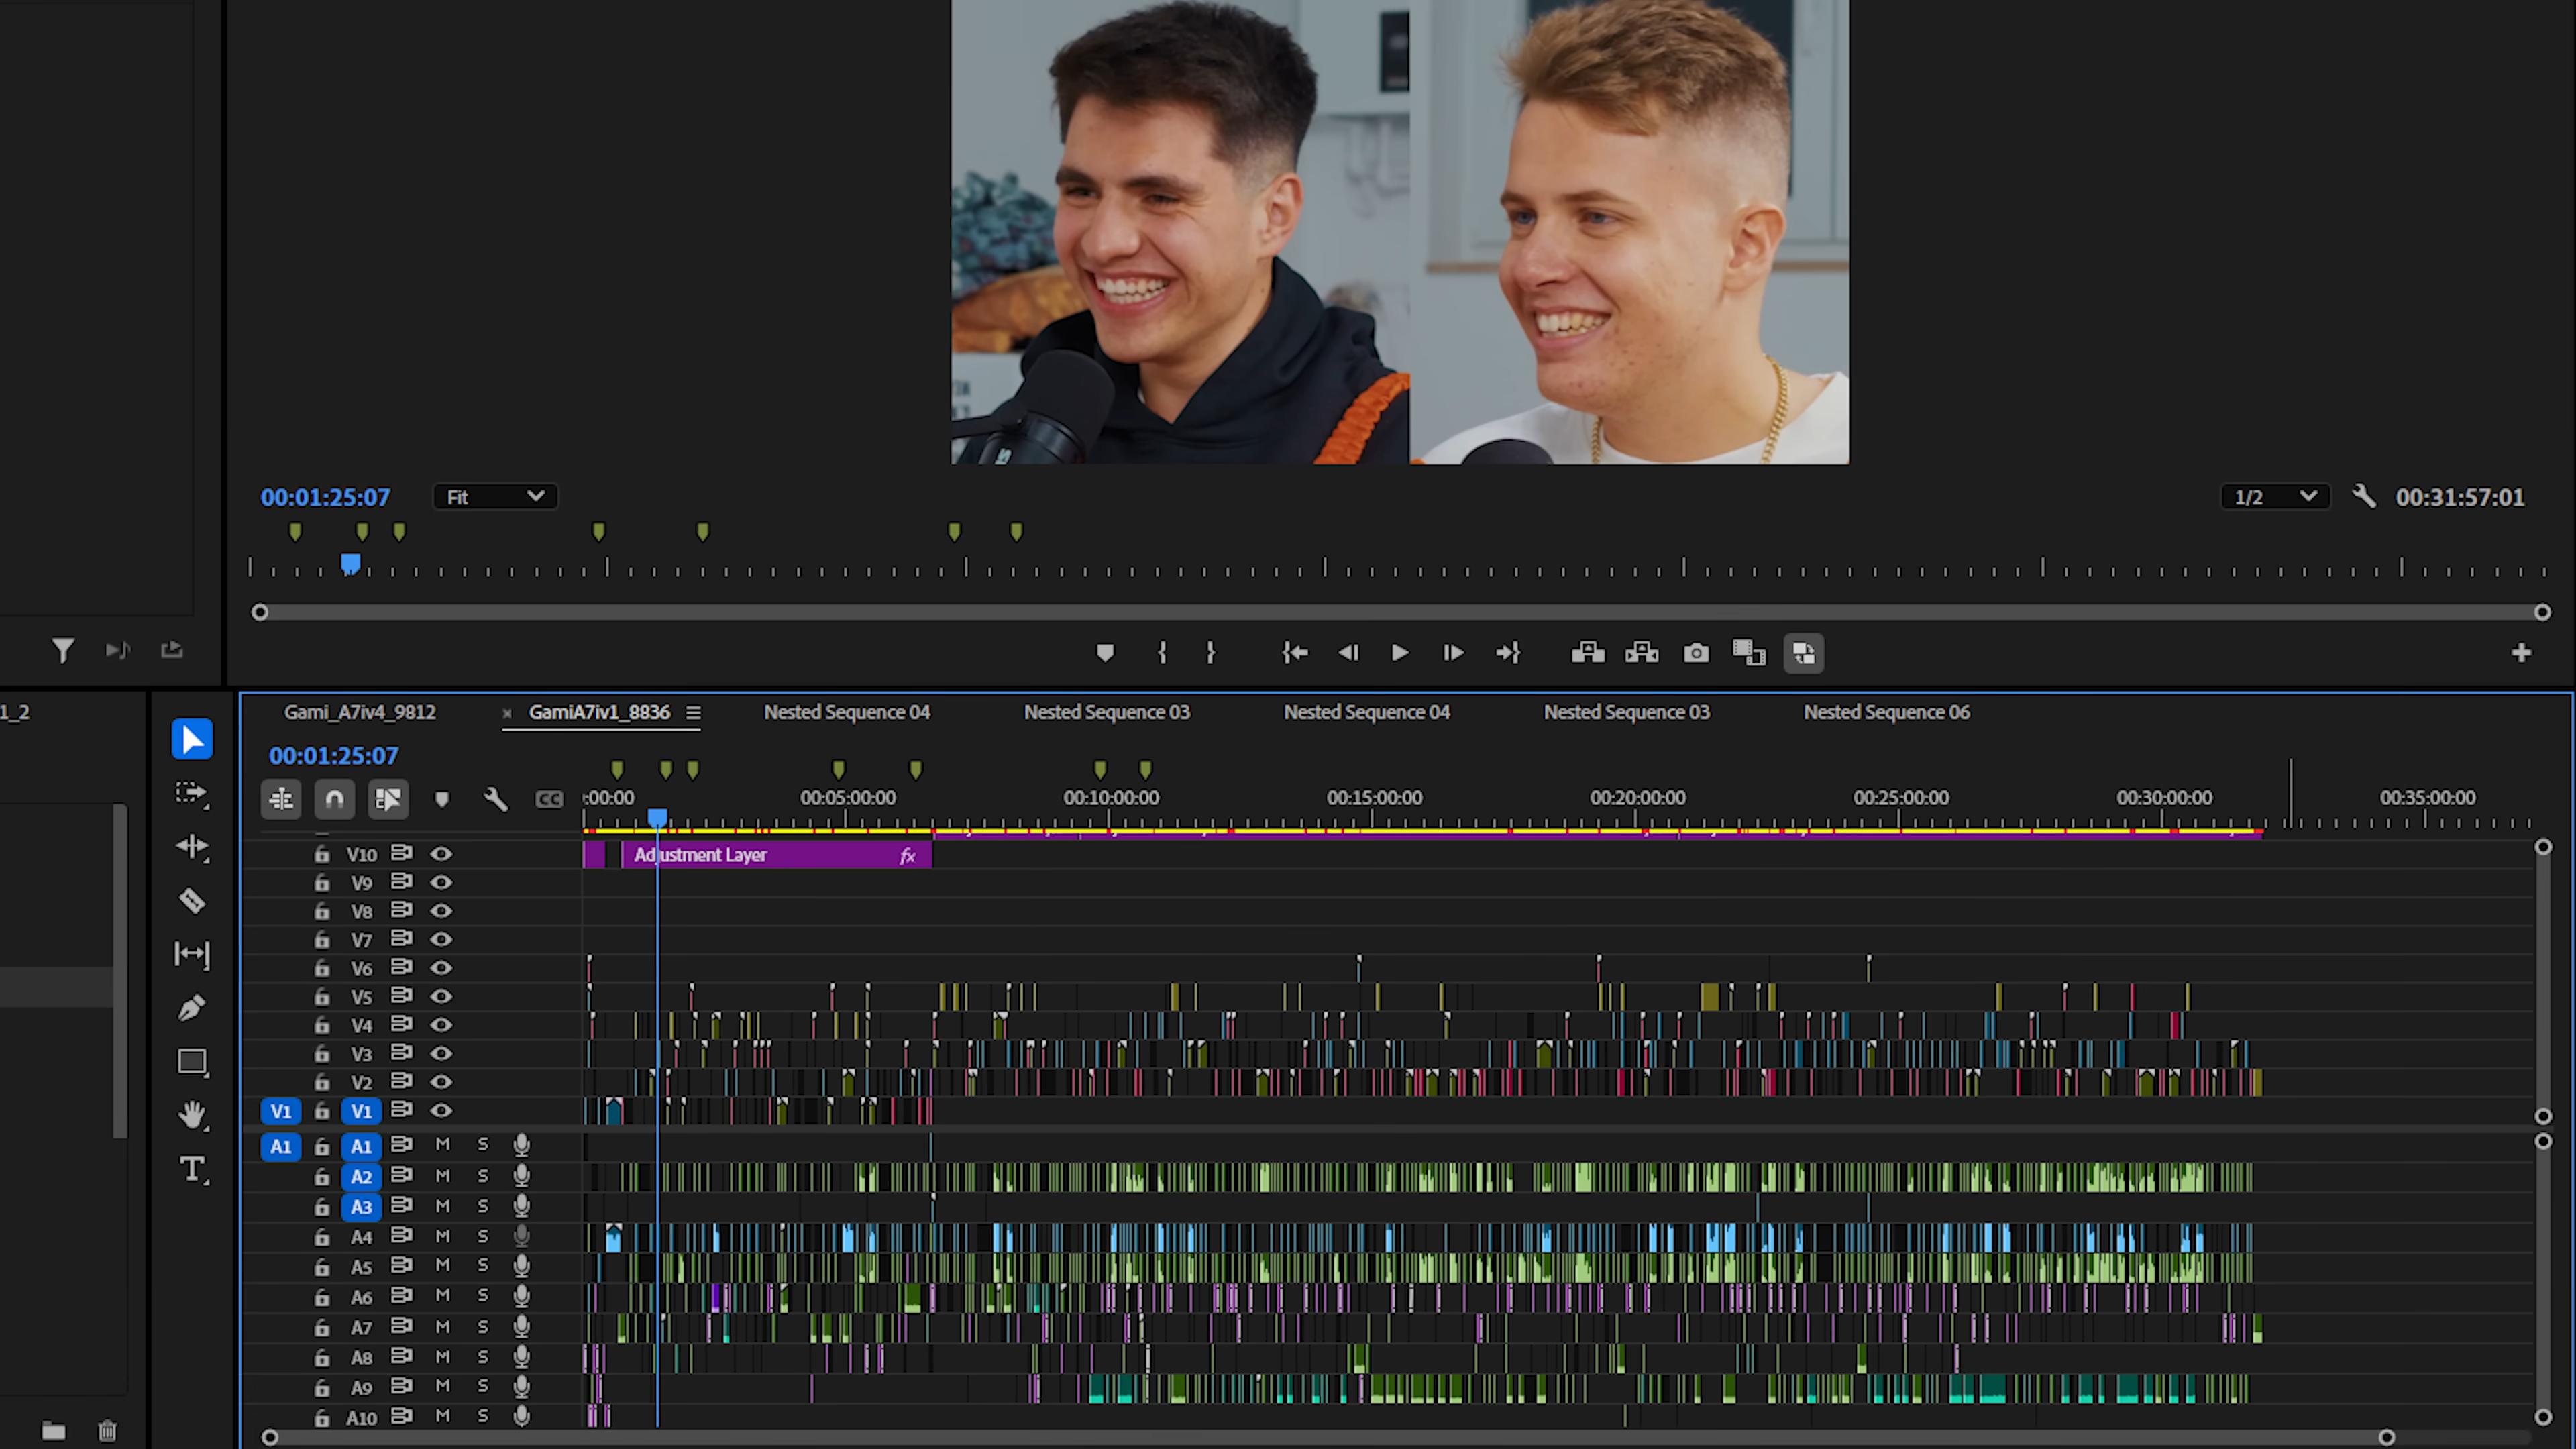 00:01:25:07 Fit 1/2 00:31:57:01
1_2 Gami_A7iv4_9812 × GamiA7iv1_8836 Nested Sequence 04 Nested Sequence 03 Nested Sequence 04 Nested Sequence 03 Nested Sequence 06
00:01:25:07
CC :00:00 00:05:00:00 00:10:00:00 00:15:00:00 00:20:00:00 00:25:00:00 00:30:00:00 00:35:00:00
V10 Adjustment Layer fx
V9
V8
V7
V6
V5
V4
V3
V2
V1 V1
A1 A1 M S
A2 M S
A3 M S
A4 M S
A5 M S
A6 M S
A7 M S
A8 M S
A9 M S
A10 M S